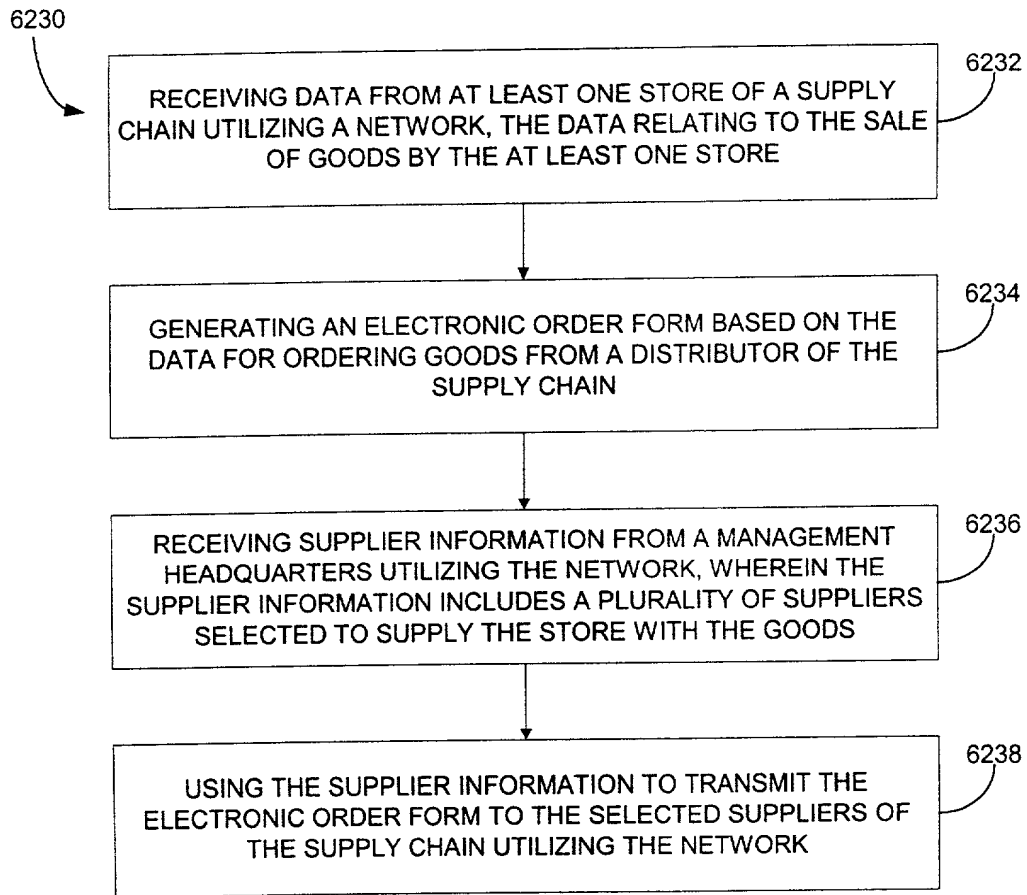 6230
6232
RECEIVING DATA FROM AT LEAST ONE STORE OF A SUPPLY
CHAIN UTILIZING A NETWORK, THE DATA RELATING TO THE SALE
OF GOODS BY THE AT LEAST ONE STORE
6234
GENERATING AN ELECTRONIC ORDER FORM BASED ON THE
DATA FOR ORDERING GOODS FROM A DISTRIBUTOR OF THE
SUPPLY CHAIN
6236
RECEIVING SUPPLIER INFORMATION FROM A MANAGEMENT
HEADQUARTERS UTILIZING THE NETWORK, WHEREIN THE
SUPPLIER INFORMATION INCLUDES A PLURALITY OF SUPPLIERS
SELECTED TO SUPPLY THE STORE WITH THE GOODS
6238
USING THE SUPPLIER INFORMATION TO TRANSMIT THE
ELECTRONIC ORDER FORM TO THE SELECTED SUPPLIERS OF
THE SUPPLY CHAIN UTILIZING THE NETWORK